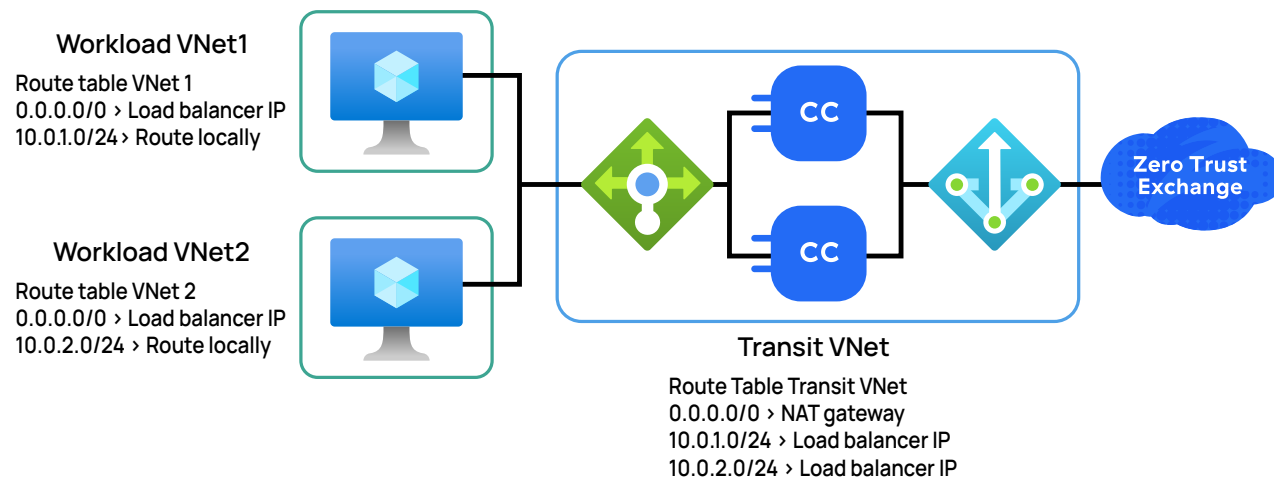 Workload VNet1
Route table VNet 1
0.0.0.0/0 > Load balancer IP
10.0.1.0/24 > Route locally
Workload VNet2
Route table VNet 2
0.0.0.0/0 > Load balancer IP
10.0.2.0/24 > Route locally
CC
CC
Zero Trust
Exchange
Transit VNet
Route Table Transit VNet
0.0.0.0/0 > NAT gateway
10.0.1.0/24 > Load balancer IP
10.0.2.0/24 > Load balancer IP